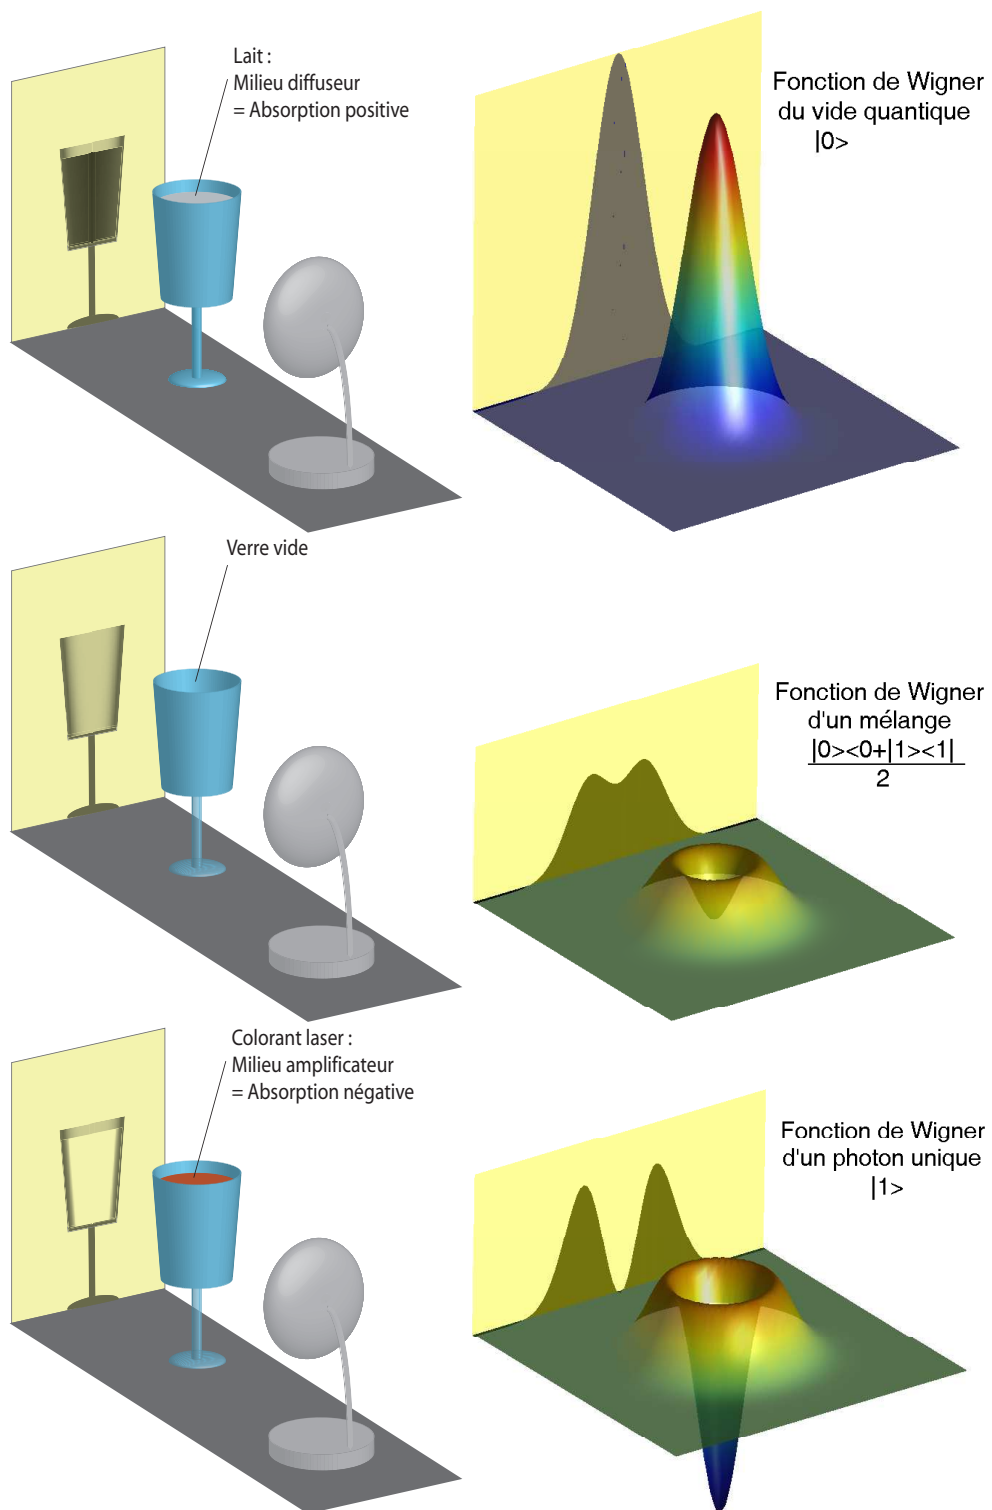 Lait :
Milieu diffuseur
= Absorption positive
Fonction de Wigner
du vide quantique
|0>
Verre vide
Fonction de Wigner
d'un mélange
|0><0+|1><1|
2
Colorant laser :
Milieu amplificateur
= Absorption négative
Fonction de Wigner
d'un photon unique
|1>